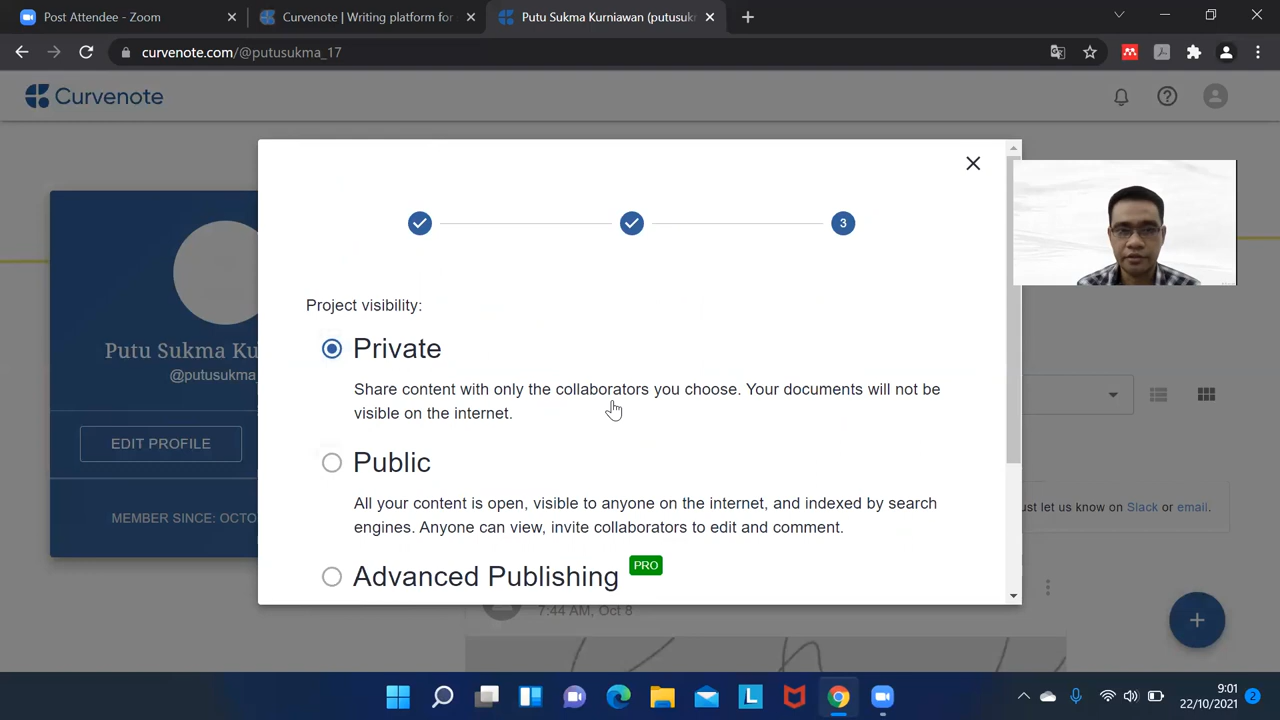 Post Attendee - Zoom
Curvenote | Writing platform for
Putu Sukma Kurniawan (putusuk
curvenote.com/@putusukma_17
Curvenote
3
Project visibility:
Private
Share content with only the collaborators you choose. Your documents will not be
visible on the internet.
Public
All your content is open, visible to anyone on the internet, and indexed by search
engines. Anyone can view, invite collaborators to edit and comment.
Advanced Publishing PRO
Putu Sukma Ku
@putusukma_
EDIT PROFILE
MEMBER SINCE: OCTO
ust let us know on Slack or email.
7:44 AM, Oct 8
9:01
22/10/2021
2